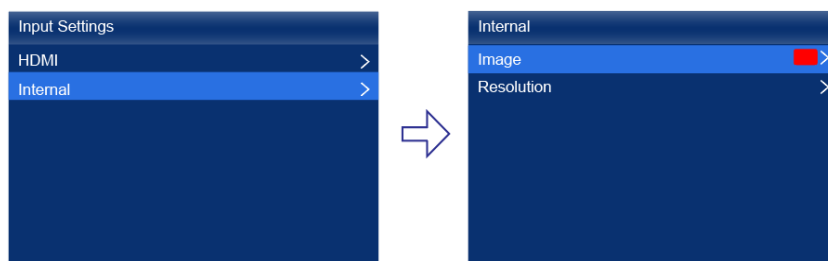 Input Settings
HDMI
Internal
Internal
Image
Resolution